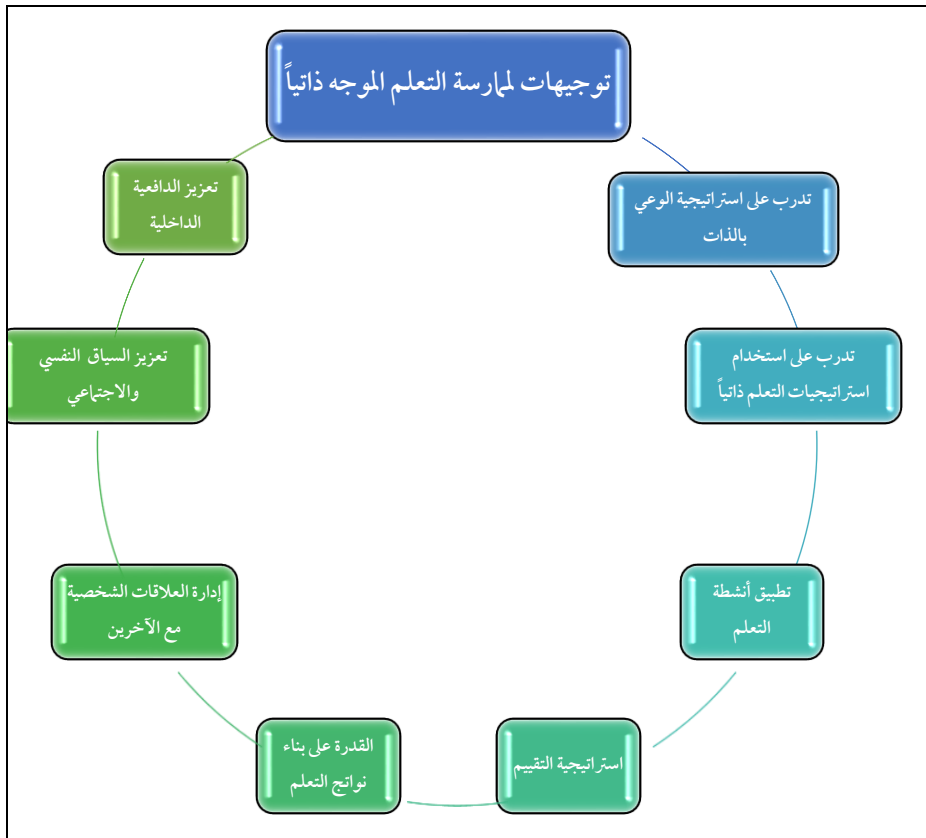 توجيهات لممارسة التعلم الموجه ذاتياً
تدرب على استراتيجية الوعي
بالذات
تدرب على استخدام
استراتيجيات التعلم ذاتياً
تطبيق أنشطة
التعلم
استراتيجية التقييم
القدرة على بناء
نواتج التعلم
إدارة العلاقات الشخصية
مع الآخرين
تعزيز السياق النفسي
والاجتماعي
تعزيز الدافعية
الداخلية